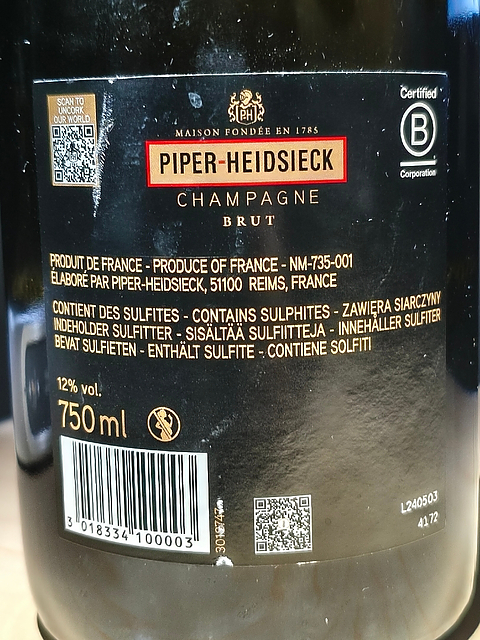 SCAN TO
UNCORK
OUR WORLD
PH
Certified
B
Corporation
MAISON FONDÉE EN 1785
PIPER-HEIDSIECK
CHAMPAGNE
BRUT
PRODUIT DE FRANCE - PRODUCE OF FRANCE - NM-735-001
ÉLABORÉ PAR PIPER-HEIDSIECK, 51100 REIMS, FRANCE
CONTIENT DES SULFITES - CONTAINS SULPHITES - ZAWIERA SIARCZYNY
INDEHOLDER SULFITTER - SISÄLTÄÄ SULFIITTEJA - INNEHÅLLER SULFITER
BEVAT SULFIETEN - ENTHÄLT SULFITE - CONTIENE SOLFITI
12% vol.
750 ml
3 018334 100003
L240503
4172